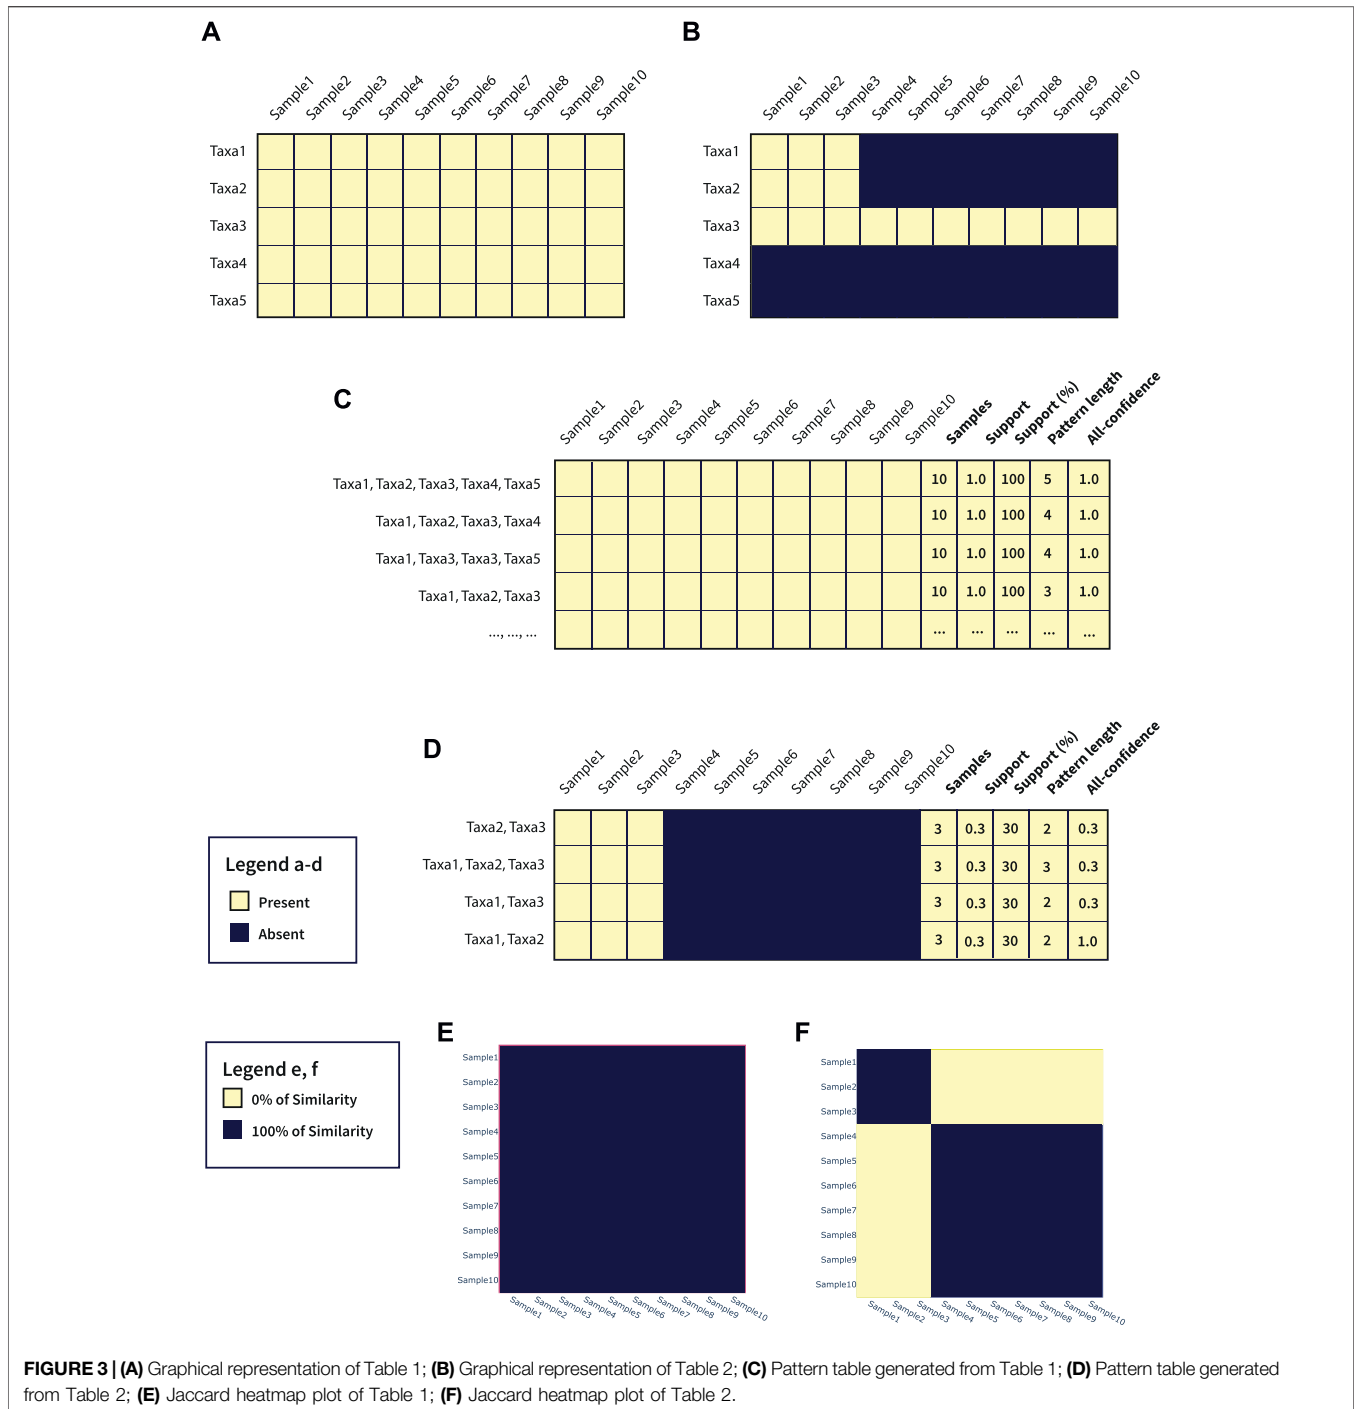 A
Sample1 Sample2 Sample3 Sample4 Sample5 Sample6 Sample7 Sample8 Sample9 Sample10
Taxa1
Taxa2
Taxa3
Taxa4
Taxa5
B
Sample1 Sample2 Sample3 Sample4 Sample5 Sample6 Sample7 Sample8 Sample9 Sample10
Taxa1
Taxa2
Taxa3
Taxa4
Taxa5
C
Sample1 Sample2 Sample3 Sample4 Sample5 Sample6 Sample7 Sample8 Sample9 Sample10 Samples Support Support (%) Pattern length All-confidence
Taxa1, Taxa2, Taxa3, Taxa4, Taxa5 10 1.0 100 5 1.0
Taxa1, Taxa2, Taxa3, Taxa4 10 1.0 100 4 1.0
Taxa1, Taxa3, Taxa3, Taxa5 10 1.0 100 4 1.0
Taxa1, Taxa2, Taxa3 10 1.0 100 3 1.0
..., ..., ... ... ... ... ... ...
D
Sample1 Sample2 Sample3 Sample4 Sample5 Sample6 Sample7 Sample8 Sample9 Sample10 Samples Support Support (%) Pattern length All-confidence
Taxa2, Taxa3 3 0.3 30 2 0.3
Taxa1, Taxa2, Taxa3 3 0.3 30 3 0.3
Taxa1, Taxa3 3 0.3 30 2 0.3
Taxa1, Taxa2 3 0.3 30 2 1.0
Legend a-d
Present
Absent
Legend e, f
0% of Similarity
100% of Similarity
E
Sample1
Sample2
Sample3
Sample4
Sample5
Sample6
Sample7
Sample8
Sample9
Sample10
Sample1 Sample2 Sample3 Sample4 Sample5 Sample6 Sample7 Sample8 Sample9 Sample10
F
Sample1
Sample2
Sample3
Sample4
Sample5
Sample6
Sample7
Sample8
Sample9
Sample10
Sample1 Sample2 Sample3 Sample4 Sample5 Sample6 Sample7 Sample8 Sample9 Sample10
FIGURE 3 | (A) Graphical representation of Table 1; (B) Graphical representation of Table 2; (C) Pattern table generated from Table 1; (D) Pattern table generated
from Table 2; (E) Jaccard heatmap plot of Table 1; (F) Jaccard heatmap plot of Table 2.